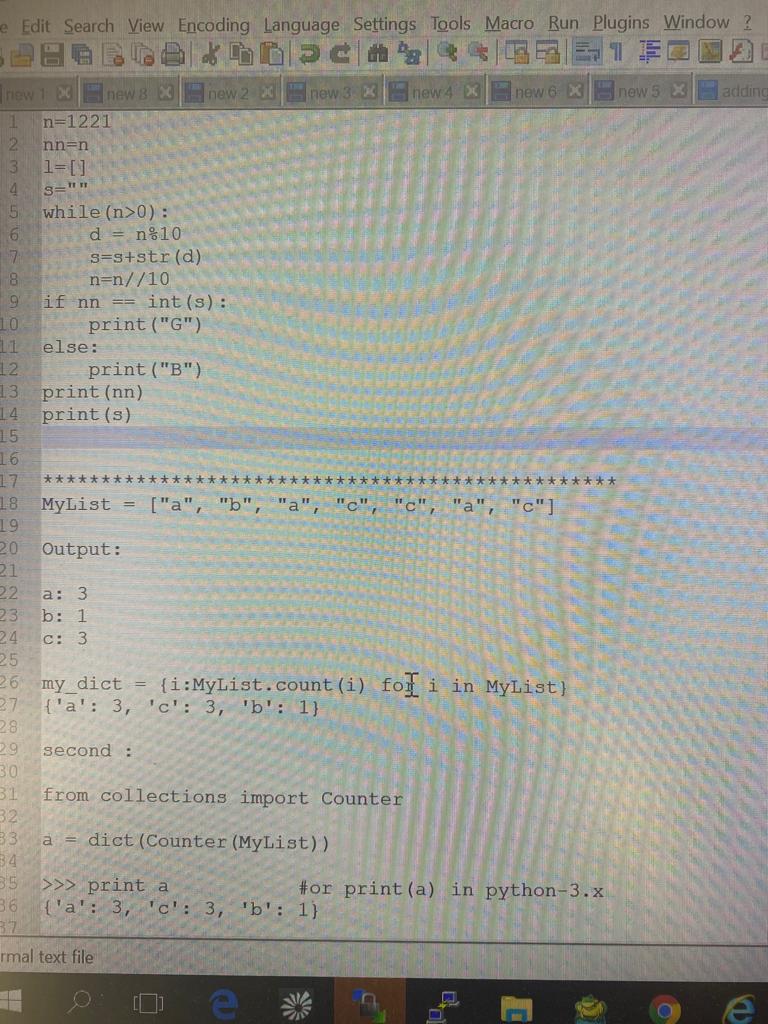 e Edit Search View Encoding Language Settings Tools Macro Run Plugins Window ?
new 1 new 8 new 2 new 3 new 4 new 6 new 5 adding
1 n=1221
2 nn=n
3 l=[]
4 s=""
5 while(n>0):
6 d = n%10
7 s=s+str(d)
8 n=n//10
9 if nn == int(s):
10 print("G")
11 else:
12 print("B")
13 print(nn)
14 print(s)
15
16
17 **************************************************
18 MyList = ["a", "b", "a", "c", "c", "a", "c"]
19
20 Output:
21
22 a: 3
23 b: 1
24 c: 3
25
26 my_dict = {i:MyList.count(i) for i in MyList}
27 {'a': 3, 'c': 3, 'b': 1}
28
29 second :
30
31 from collections import Counter
32
33 a = dict(Counter(MyList))
34
35 >>> print a #or print(a) in python-3.x
36 {'a': 3, 'c': 3, 'b': 1}
37
rmal text file